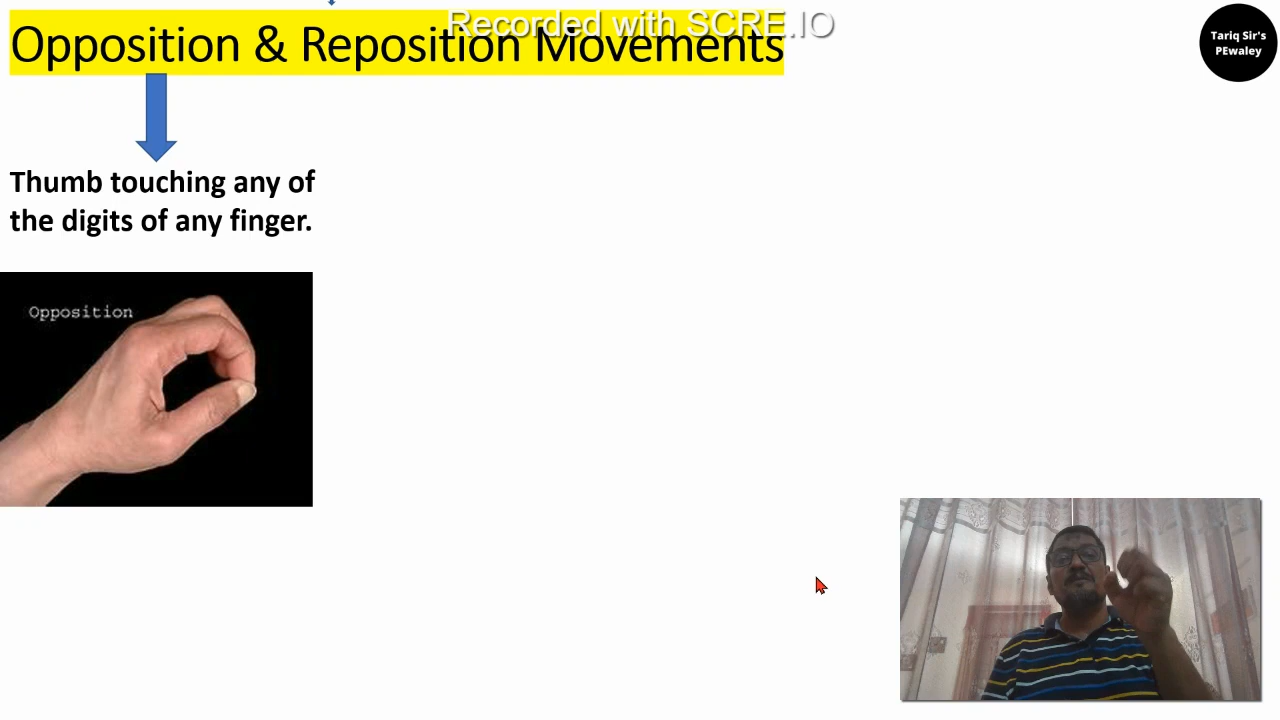 Recorded with SCRE.IO
Opposition & Reposition Movements
Tariq Sir's
PEwaley
Thumb touching any of
the digits of any finger.
Opposition